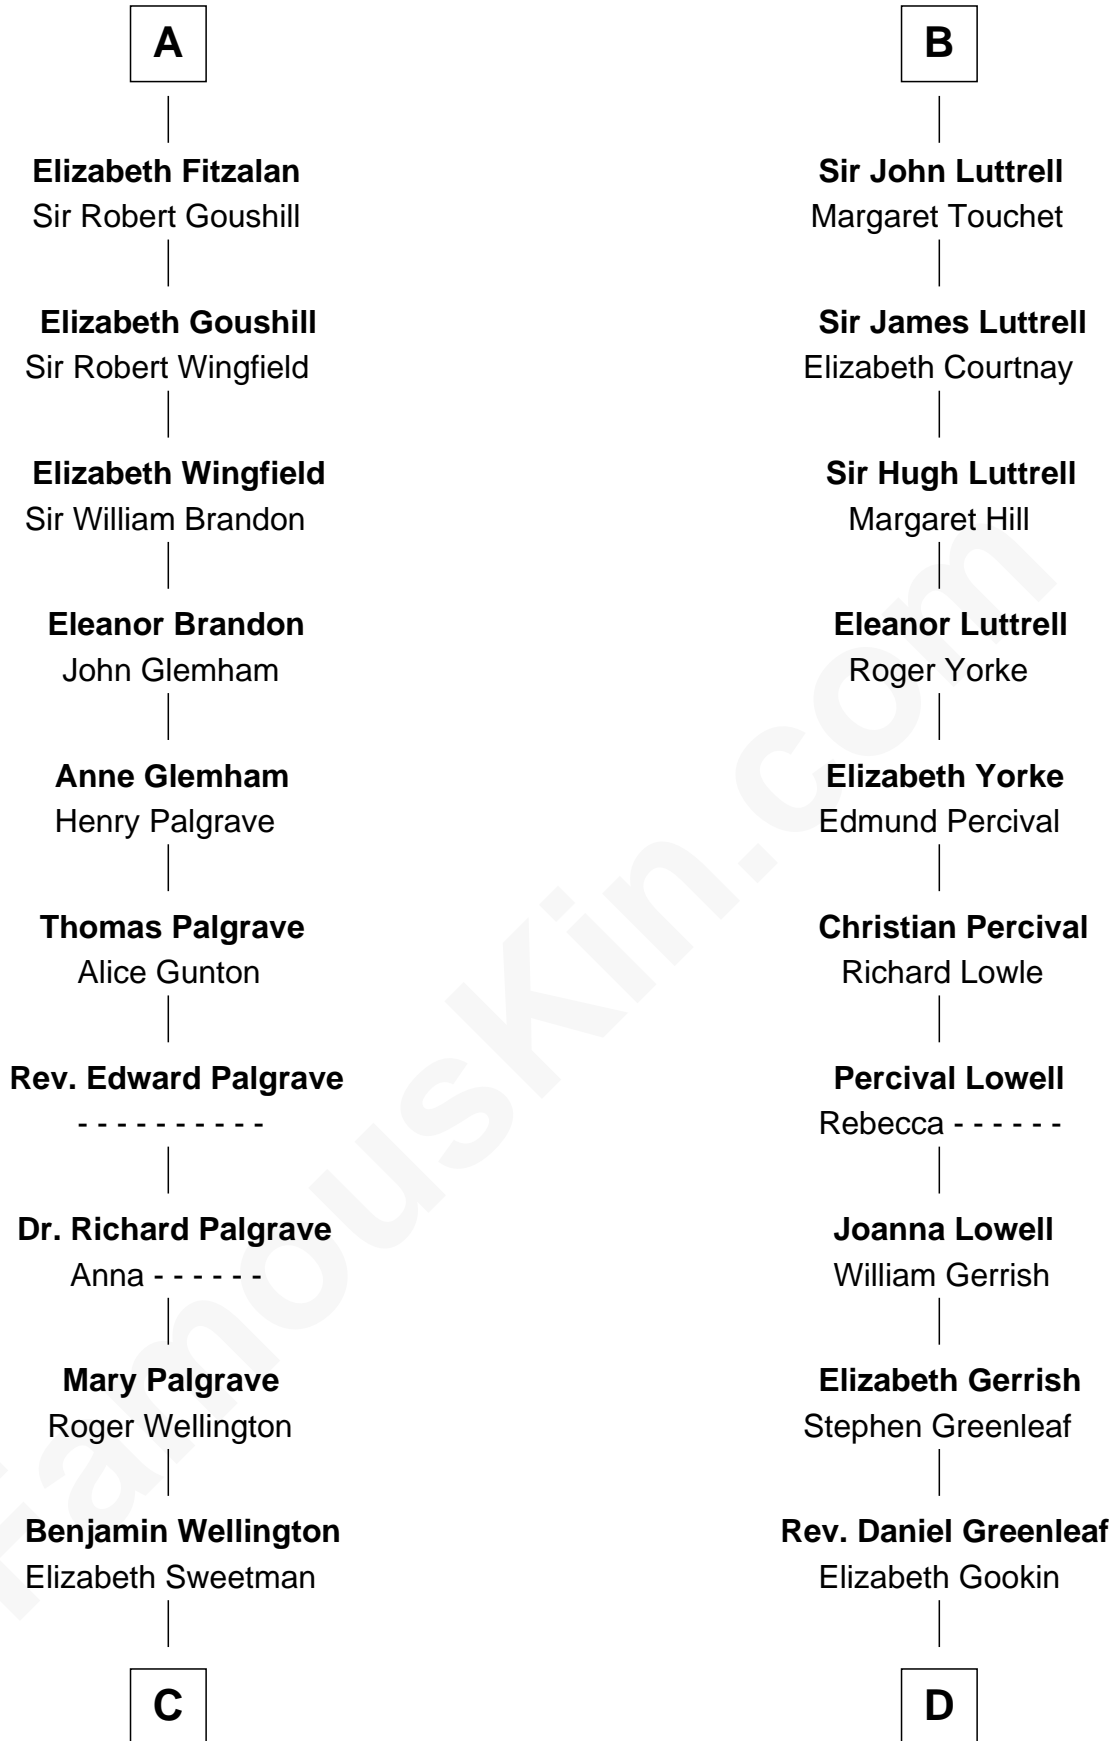 A
Elizabeth Fitzalan
Sir Robert Goushill
Elizabeth Goushill
Sir Robert Wingfield
Elizabeth Wingfield
Sir William Brandon
Eleanor Brandon
John Glemham
Anne Glemham
Henry Palgrave
Thomas Palgrave
Alice Gunton
Rev. Edward Palgrave
- - - - - - - - - -
Dr. Richard Palgrave
Anna - - - - - -
Mary Palgrave
Roger Wellington
Benjamin Wellington
Elizabeth Sweetman
C
B
Sir John Luttrell
Margaret Touchet
Sir James Luttrell
Elizabeth Courtnay
Sir Hugh Luttrell
Margaret Hill
Eleanor Luttrell
Roger Yorke
Elizabeth Yorke
Edmund Percival
Christian Percival
Richard Lowle
Percival Lowell
Rebecca - - - - - -
Joanna Lowell
William Gerrish
Elizabeth Gerrish
Stephen Greenleaf
Rev. Daniel Greenleaf
Elizabeth Gookin
D
FamousKin.com